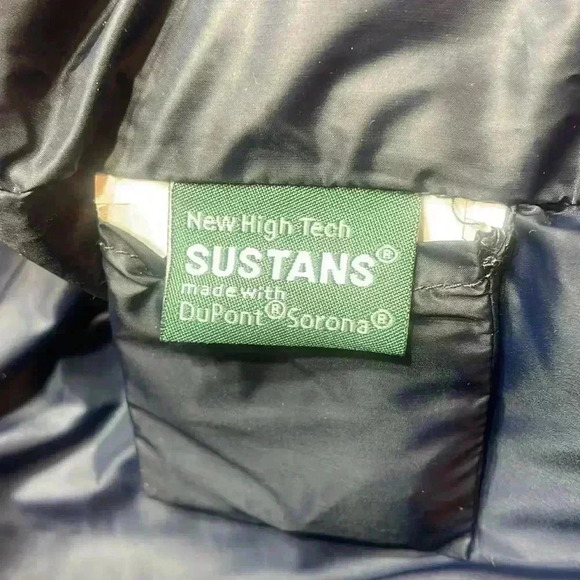 New High Tech
SUSTANS®
made with
DuPont® Sorona®